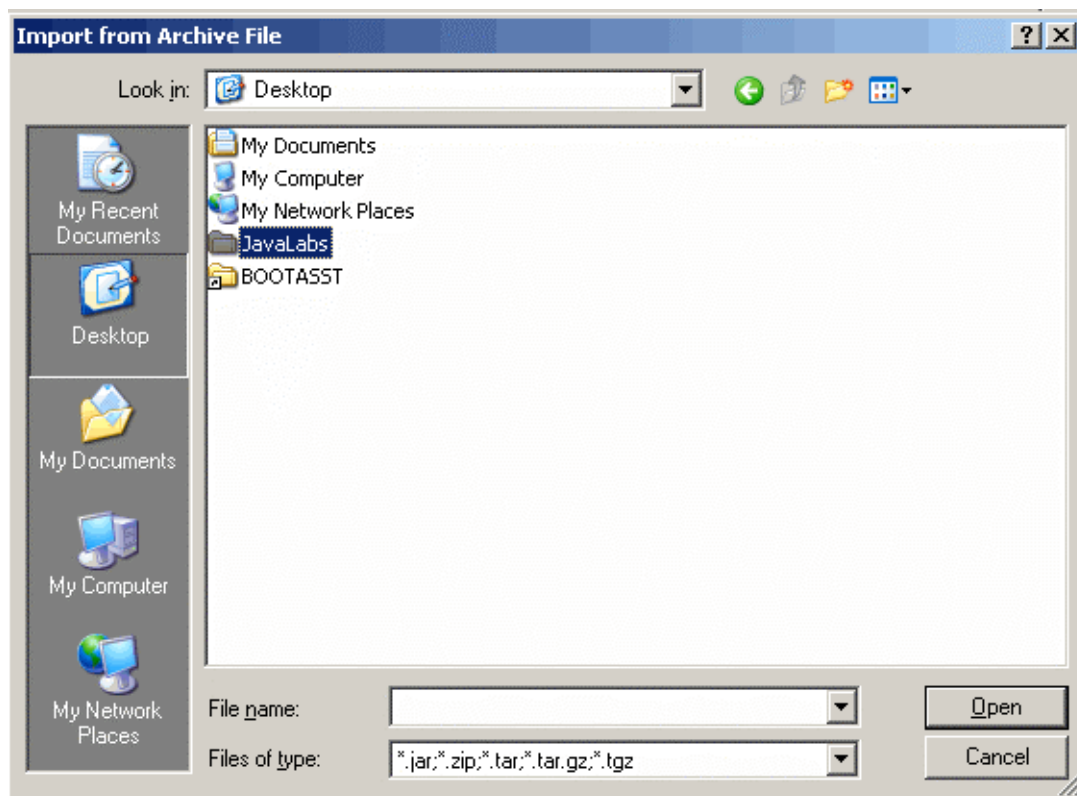 Import from Archive File
Look in:
Desktop
My Recent
Documents
Desktop
My Documents
My Computer
My Network
Places
My Documents
My Computer
My Network Places
JavaLabs
BOOTASST
File name:
Open
Files of type:
*.jar;*.zip;*.tar;*.tar.gz;*.tgz
Cancel